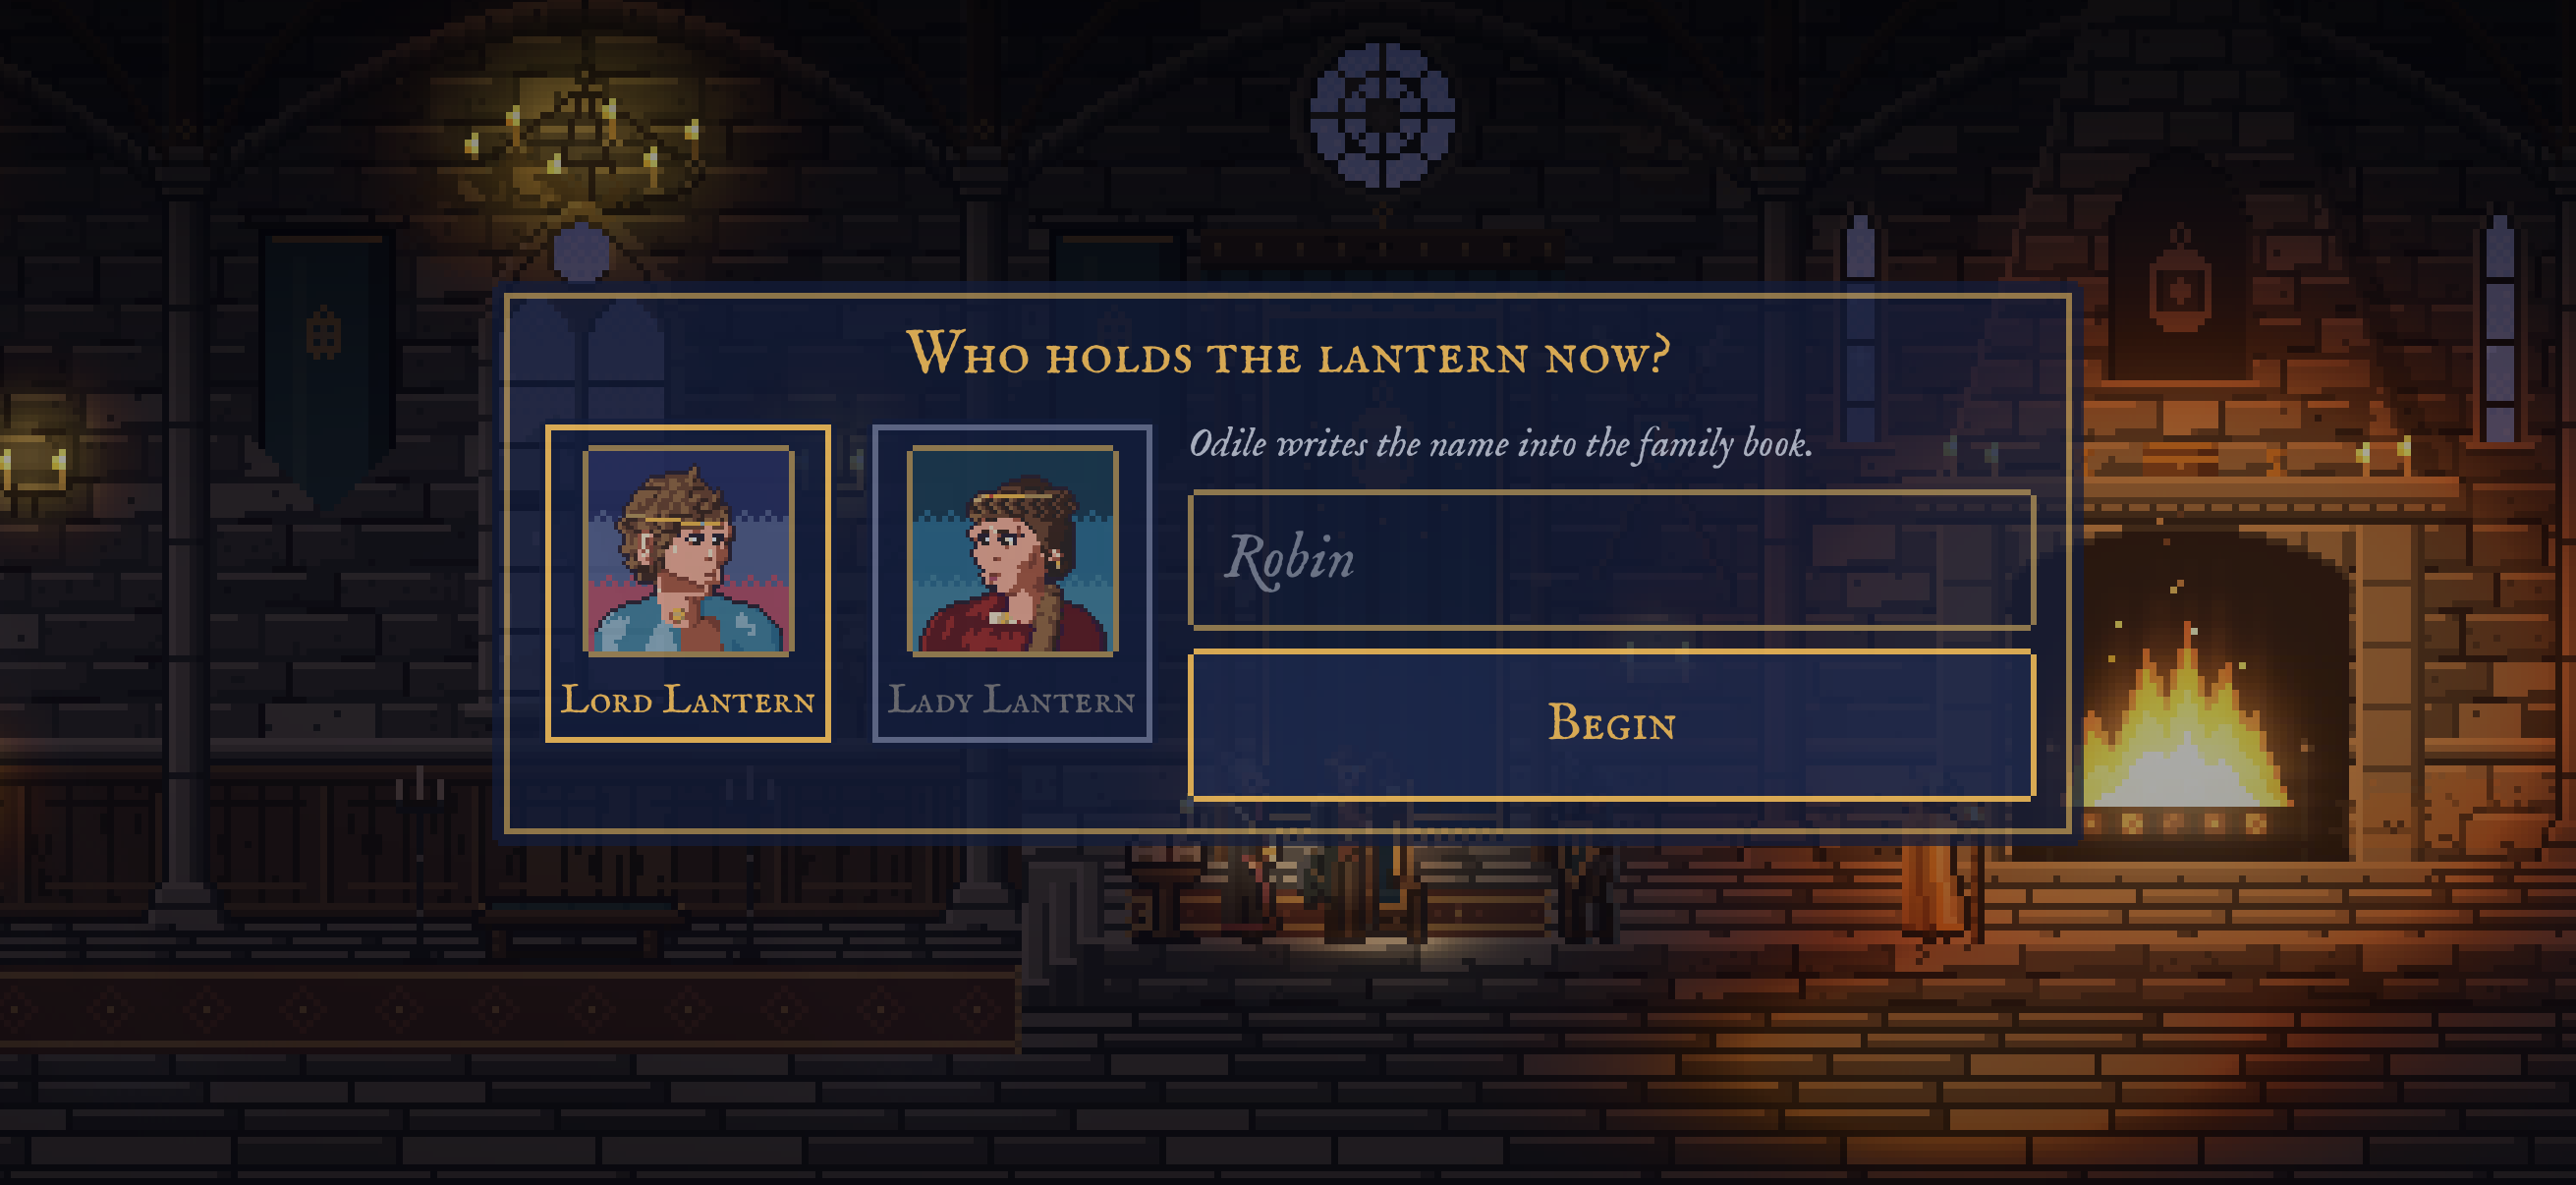 Who holds the lantern now?
Odile writes the name into the family book.
Robin
Lord Lantern
Lady Lantern
Begin